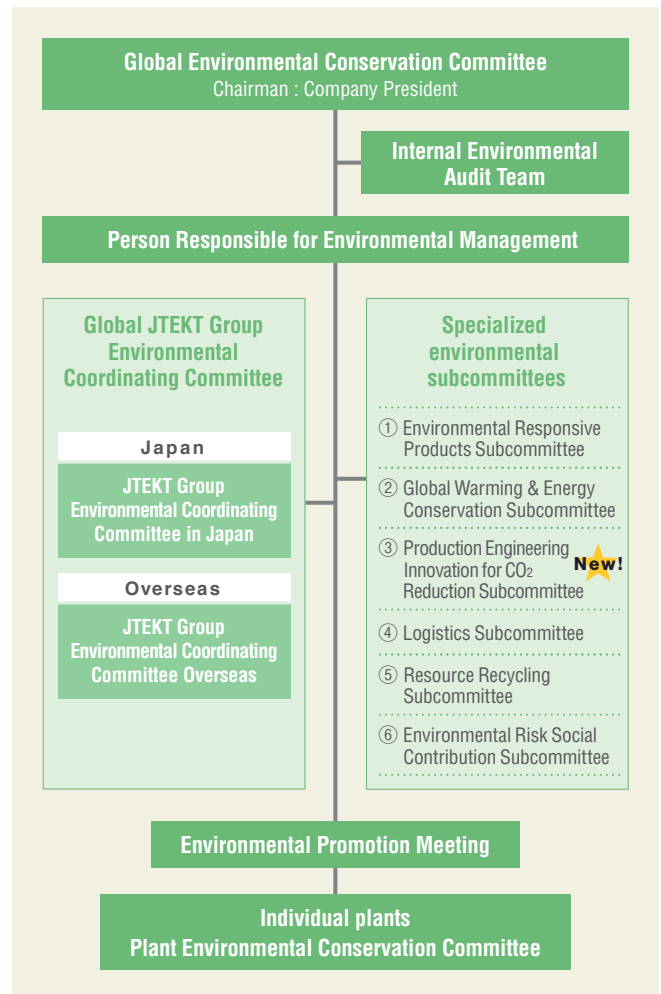 Global Environmental Conservation Committee
Chairman : Company President
Internal Environmental
Audit Team
Person Responsible for Environmental Management
Global JTEKT Group
Environmental
Coordinating Committee
Japan
JTEKT Group
Environmental Coordinating
Committee in Japan
Overseas
JTEKT Group
Environmental Coordinating
Committee Overseas
Specialized
environmental
subcommittees
① Environmental Responsive
Products Subcommittee
② Global Warming & Energy
Conservation Subcommittee
③ Production Engineering
Innovation for CO2
Reduction Subcommittee
New!
④ Logistics Subcommittee
⑤ Resource Recycling
Subcommittee
⑥ Environmental Risk Social
Contribution Subcommittee
Environmental Promotion Meeting
Individual plants
Plant Environmental Conservation Committee